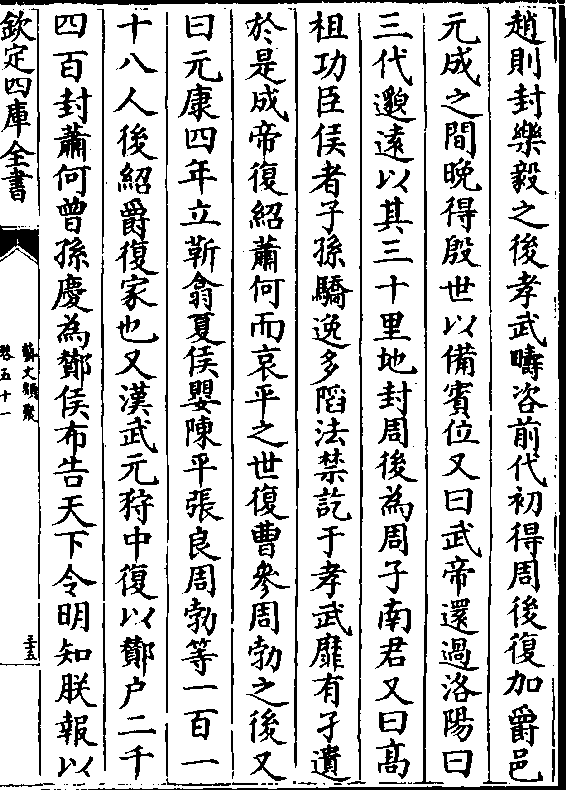 趙則封樂毅之後孝武疇咨前代初得周後復加爵邑
元成之間晚得殷世以備賓位又曰武帝還過洛陽曰
三代邈遠以其三十里地封周後為周子南君又曰髙
祖功臣侯者子孫驕逸多䧟法禁訖于孝武靡有孑遺
於是成帝復紹蕭何而哀平之世復曹參周勃之後又
曰元康四年立靳翕夏侯嬰陳平張良周勃等一百一
十八人後紹爵復家也又漢武元狩中復以酇户二千
四百封蕭何曾孫慶為酇侯布告天下令明知朕報以
欽定四庫全書
藝文類聚
卷五十一
三五